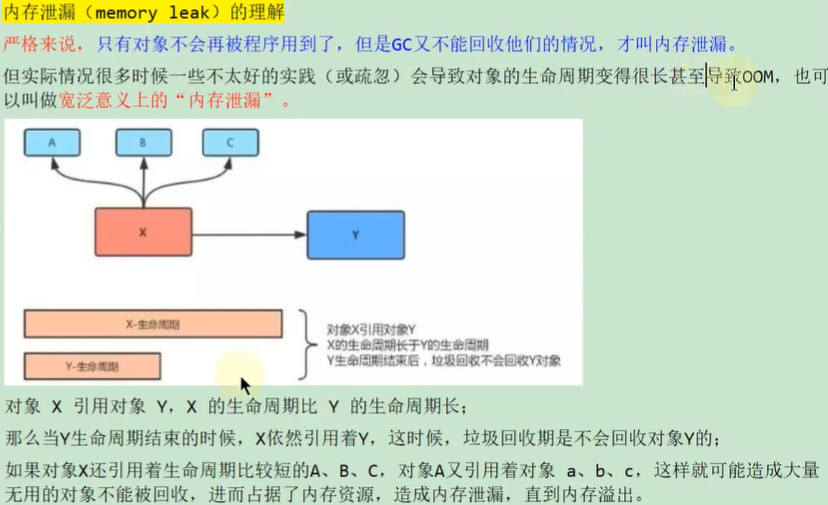 内存泄漏（memory leak）的理解
严格来说，只有对象不会再被程序用到了，但是GC又不能回收他们的情况，才叫内存泄漏。
但实际情况很多时候一些不太好的实践（或疏忽）会导致对象的生命周期变得很长甚至导致OOM，也可
以叫做宽泛意义上的“内存泄漏”。
A
B
C
X
Y
X-生命周期
Y-生命周期
对象X引用对象Y
X的生命周期长于Y的生命周期
Y生命周期结束后，垃圾回收不会回收Y对象
对象 X 引用对象 Y，X 的生命周期比 Y 的生命周期长；
那么当Y生命周期结束的时候，X依然引用着Y，这时候，垃圾回收期是不会回收对象Y的；
如果对象X还引用着生命周期比较短的A、B、C，对象A又引用着对象 a、b、c，这样就可能造成大量
无用的对象不能被回收，进而占据了内存资源，造成内存泄漏，直到内存溢出。